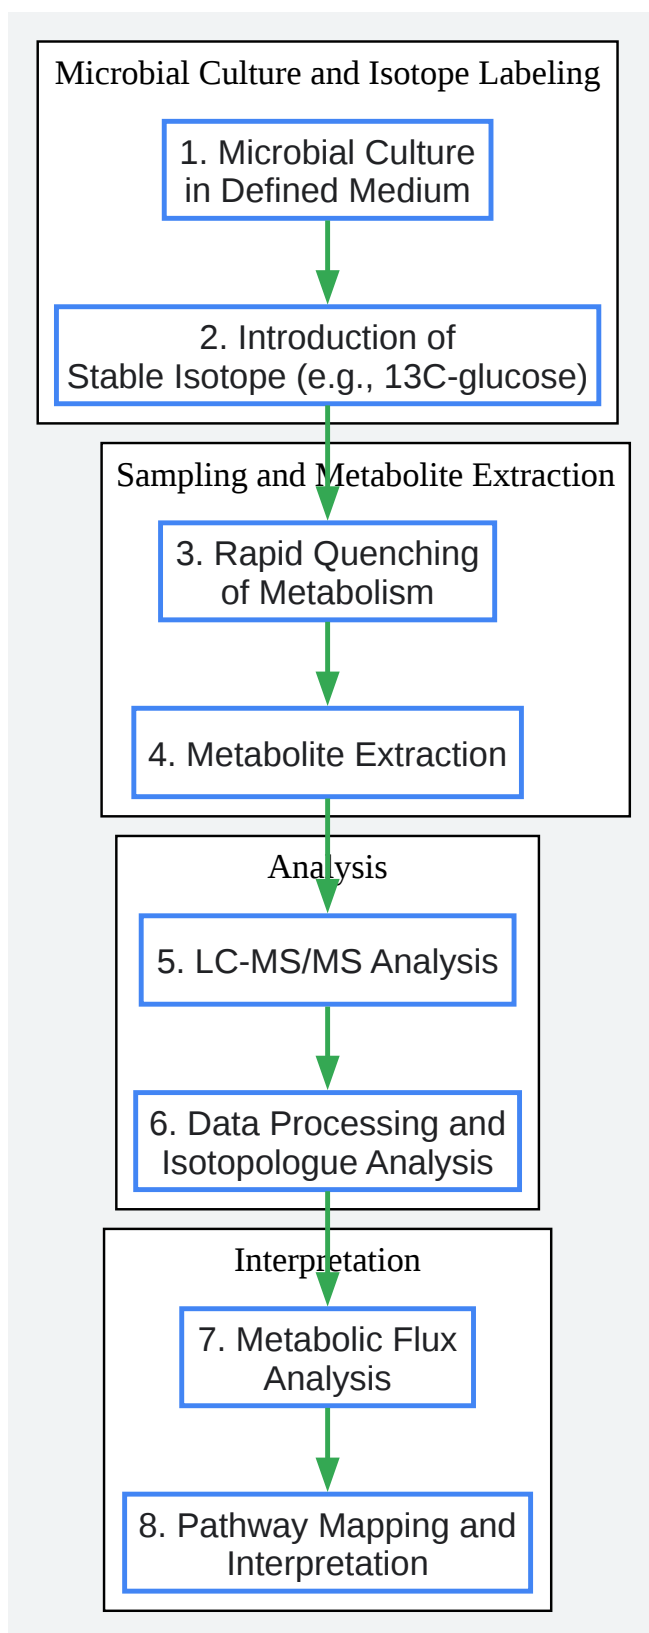 Microbial Culture and Isotope Labeling
1. Microbial Culture
in Defined Medium
2. Introduction of
Stable Isotope (e.g., 13C-glucose)
Sampling and Metabolite Extraction
3. Rapid Quenching
of Metabolism
4. Metabolite Extraction
Analysis
5. LC-MS/MS Analysis
6. Data Processing and
Isotopologue Analysis
Interpretation
7. Metabolic Flux
Analysis
8. Pathway Mapping and
Interpretation